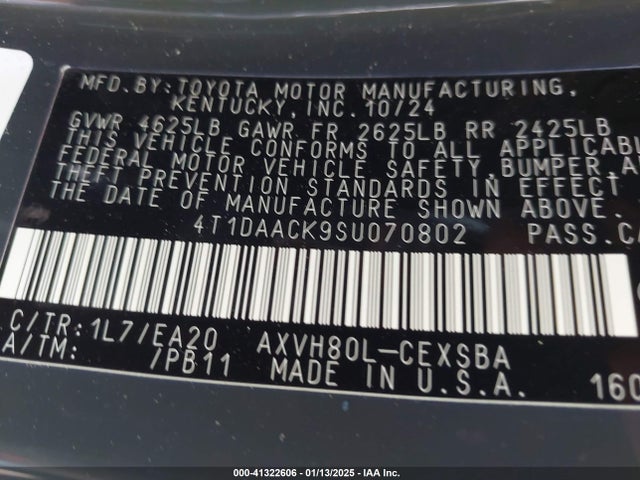 MFD.BY:TOYOTA MOTOR MANUFACTURING,
KENTUCKY,INC.10/24
GVWR 4625LB GAWR FR 2625LB RR 2425LB
THIS VEHICLE CONFORMS TO ALL APPLICABL
FEDERAL MOTOR VEHICLE SAFETY,BUMPER,A
THEFT PREVENTION STANDARDS IN EFFECT
THE DATE OF MANUFACTURE SHOWN ABOVE.
4T1DAACK9SU070802 PASS.CA
C/TR:1L7/EA20 AXVH80L-CEXSBA
A/TM: /PB11 MADE IN U.S.A. 160
000-41322606 - 01/13/2025 - IAA Inc.